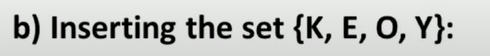 b) Inserting the set {K, E, O, Y}: